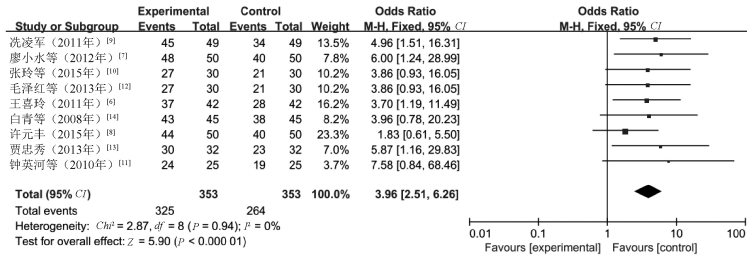 Experimental Control Odds Ratio Odds Ratio
Study or Subgroup Events Total Events Total Weight M-H, Fixed, 95% CI M-H, Fixed, 95% CI
冼凌军（2011年）[9] 45 49 34 49 13.5% 4.96 [1.51, 16.31]
廖小水等（2012年）[7] 48 50 40 50 7.8% 6.00 [1.24, 28.99]
张玲等（2015年）[10] 27 30 21 30 10.1% 3.86 [0.93, 16.05]
毛泽红等（2013年）[12] 27 30 21 30 10.1% 3.86 [0.93, 16.05]
王喜玲（2011年）[6] 37 42 28 42 14.2% 3.70 [1.19, 11.49]
白青等（2008年）[14] 43 45 38 45 7.5% 3.96 [0.78, 20.23]
许元丰（2015年）[8] 44 50 40 50 23.3% 1.83 [0.61, 5.50]
贾忠秀（2013年）[13] 30 32 23 32 7.0% 5.87 [1.16, 29.83]
钟英河等（2010年）[11] 24 25 19 25 3.4% 7.58 [0.84, 68.46]
Total (95% CI) 353 353 100.0% 3.96 [2.51, 6.26]
Total events 325 264
Heterogeneity: Chi² = 2.87, df = 8 (P = 0.94); I² = 0%
Test for overall effect: Z = 5.90 (P < 0.000 01)
0.01 0.1 1 10 100
Favours [experimental] Favours [control]